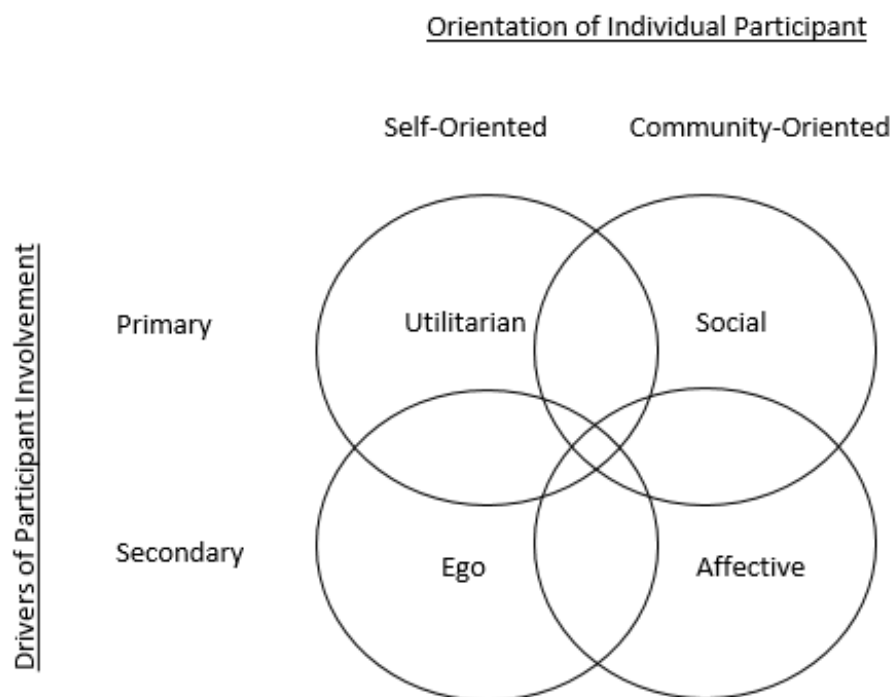 Orientation of Individual Participant
Self-Oriented Community-Oriented
Drivers of Participant Involvement
Primary Utilitarian Social
Secondary Ego Affective